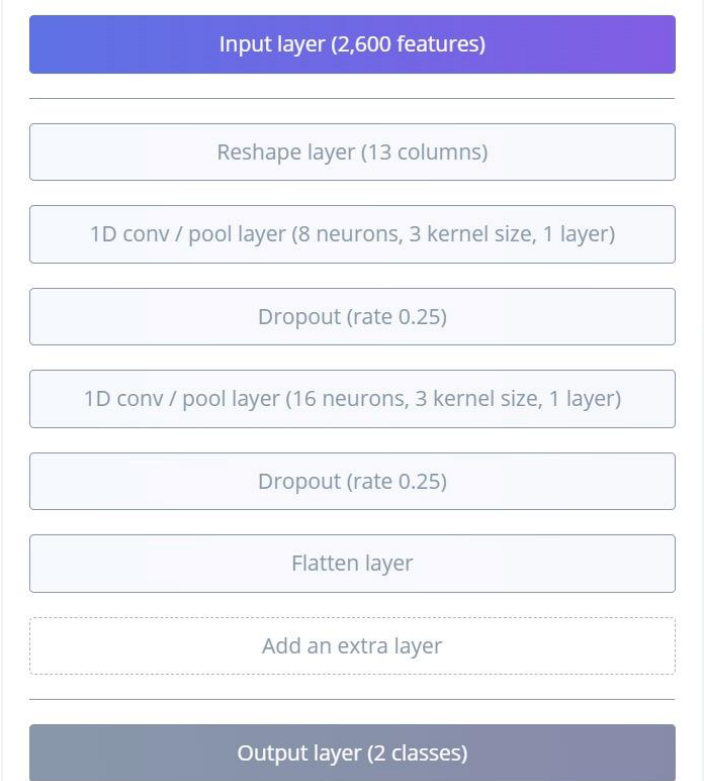 Input layer (2,600 features)
Reshape layer (13 columns)
1D conv / pool layer (8 neurons, 3 kernel size, 1 layer)
Dropout (rate 0.25)
1D conv / pool layer (16 neurons, 3 kernel size, 1 layer)
Dropout (rate 0.25)
Flatten layer
Add an extra layer
Output layer (2 classes)